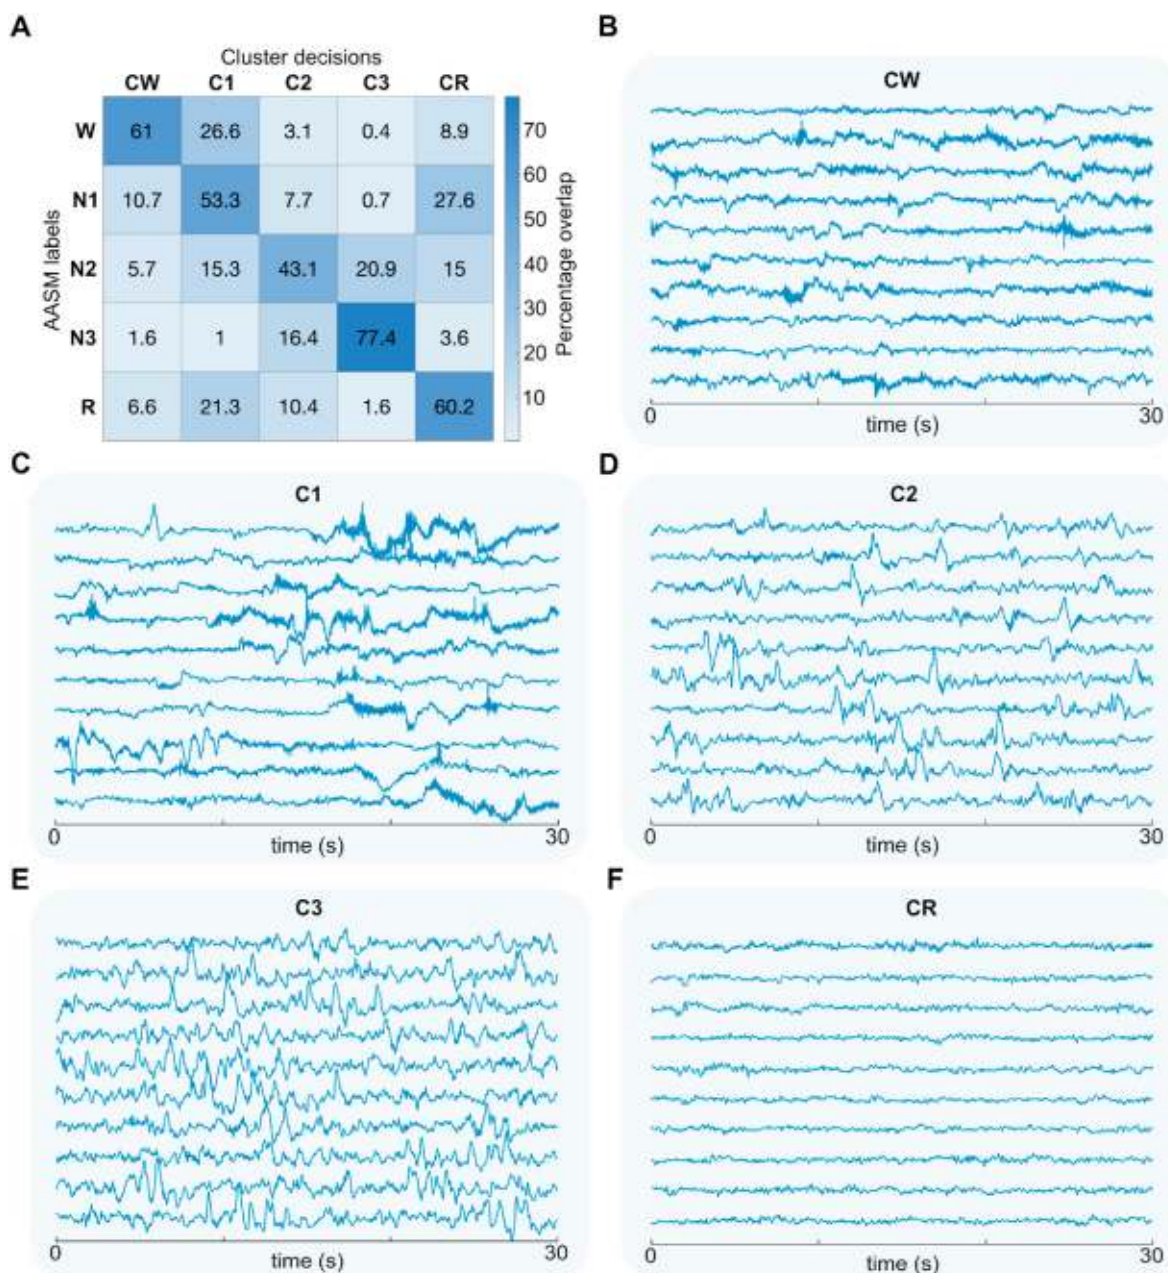 A
Cluster decisions
CW C1 C2 C3 CR
W 61 26.6 3.1 0.4 8.9
N1 10.7 53.3 7.7 0.7 27.6
N2 5.7 15.3 43.1 20.9 15
N3 1.6 1 16.4 77.4 3.6
R 6.6 21.3 10.4 1.6 60.2
AASM labels
70
60
50
40
30
20
10
Percentage overlap
B
CW
0 30
time (s)
C
C1
0 30
time (s)
D
C2
0 30
time (s)
E
C3
0 30
time (s)
F
CR
0 30
time (s)